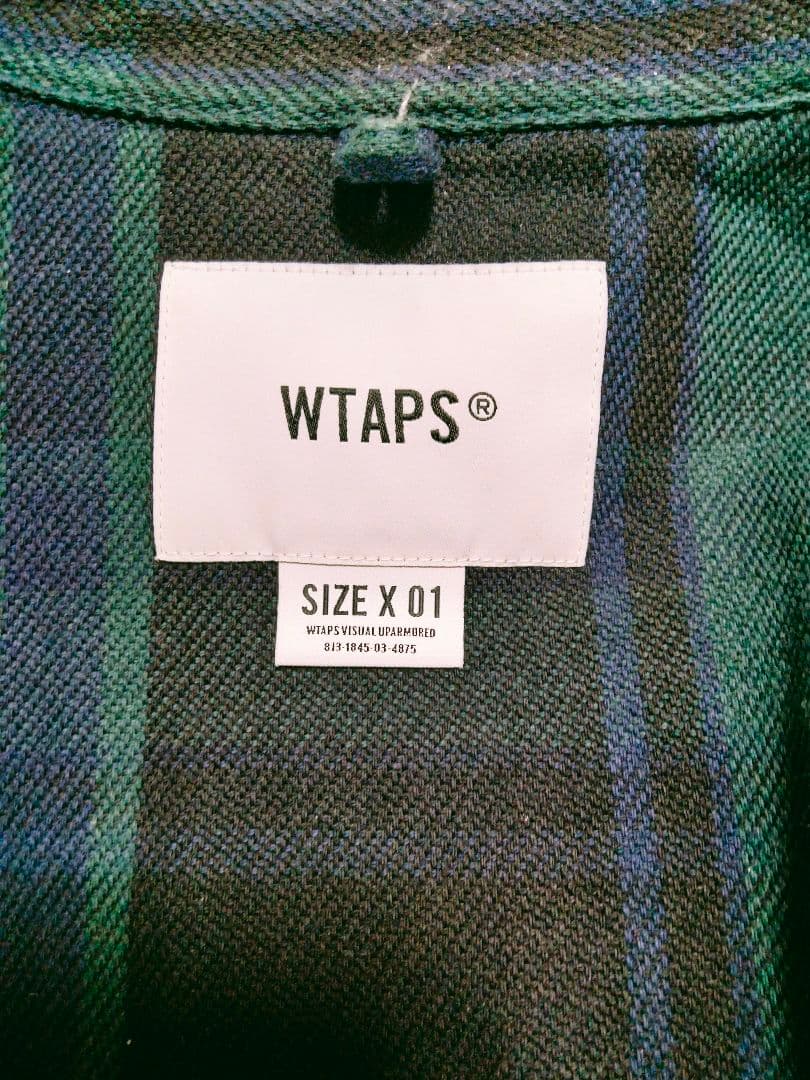 WTAPS®
SIZE X 01
WTAPS VISUAL UPARMORED
813-1845-03-4875